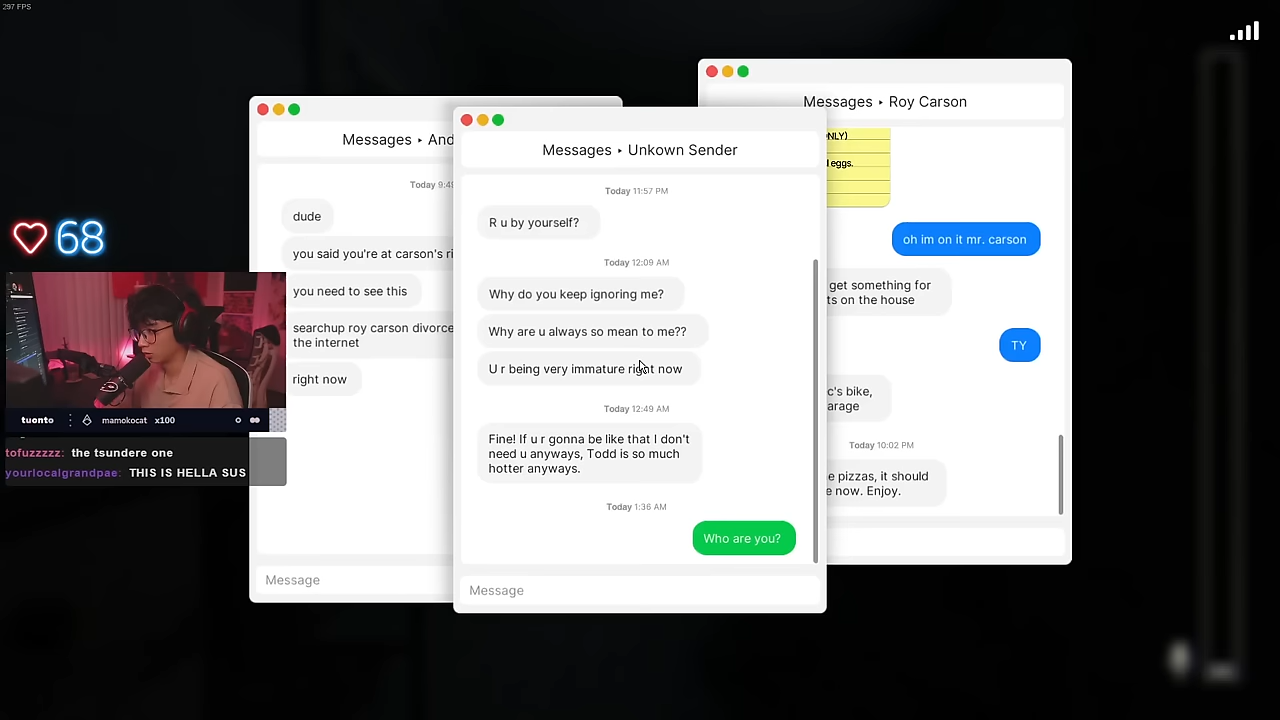 297 FPS
Messages ‣ Roy Carson
NLY)
eggs.
oh im on it mr. carson
get something for
ts on the house
TY
c's bike,
arage
Today 10:02 PM
e pizzas, it should
e now. Enjoy.
Messages ‣ And
Today 9:4
dude
you said you're at carson's ri
you need to see this
searchup roy carson divorce
the internet
right now
Message
Messages ‣ Unkown Sender
Today 11:57 PM
R u by yourself?
Today 12:09 AM
Why do you keep ignoring me?
Why are u always so mean to me??
U r being very immature right now
Today 12:49 AM
Fine! If u r gonna be like that I don't
need u anyways, Todd is so much
hotter anyways.
Today 1:36 AM
Who are you?
Message
68
tuonto
mamokocat x100
tofuzzzzz: the tsundere one
yourlocalgrandpae: THIS IS HELLA SUS